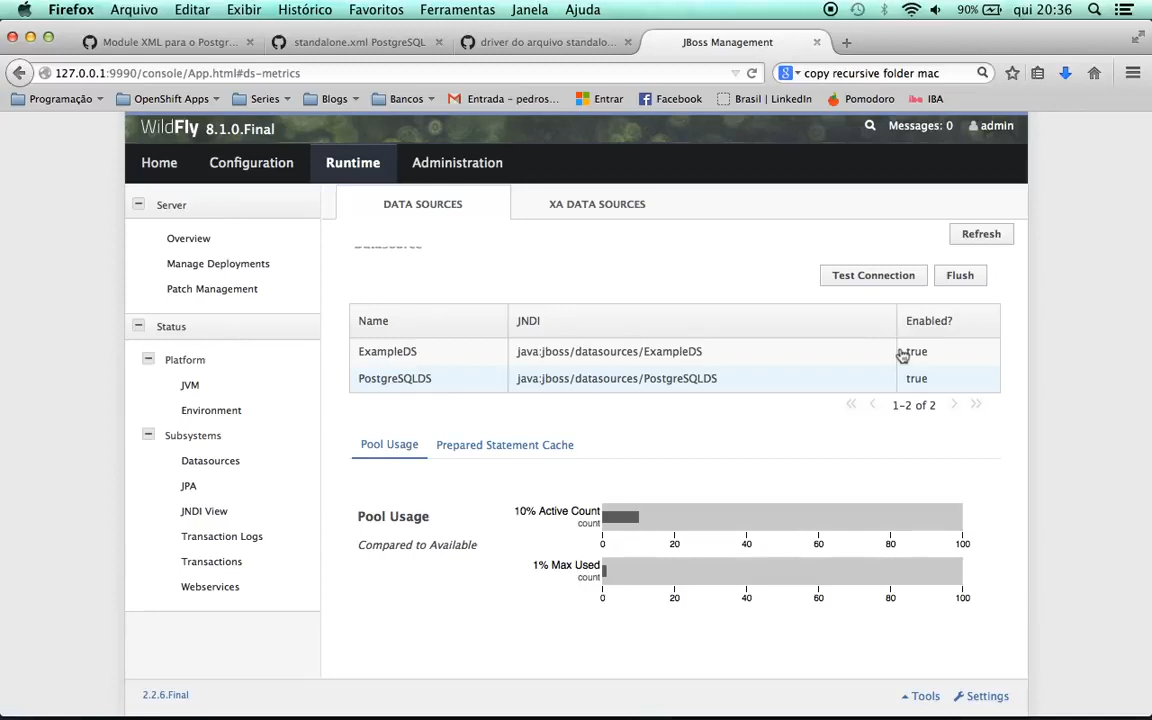 Firefox Arquivo Editar Exibir Histórico Favoritos Ferramentas Janela Ajuda 90% qui 20:36
Module XML para o Postgr... standalone.xml PostgreSQL driver do arquivo standalo... JBoss Management
127.0.0.1:9990/console/App.html#ds-metrics copy recursive folder mac
Programação OpenShift Apps Series Blogs Bancos Entrada – pedros... Entrar Facebook Brasil | LinkedIn Pomodoro IBA
WildFly 8.1.0.Final Messages: 0 admin
Home Configuration Runtime Administration
Server
Overview
Manage Deployments
Patch Management
Status
Platform
JVM
Environment
Subsystems
Datasources
JPA
JNDI View
Transaction Logs
Transactions
Webservices
DATA SOURCES XA DATA SOURCES
Refresh
Test Connection Flush
Name JNDI Enabled?
ExampleDS java:jboss/datasources/ExampleDS true
PostgreSQLDS java:jboss/datasources/PostgreSQLDS true
1-2 of 2
Pool Usage Prepared Statement Cache
Pool Usage
Compared to Available
10% Active Count
count
0 20 40 60 80 100
1% Max Used
count
0 20 40 60 80 100
2.2.6.Final Tools Settings